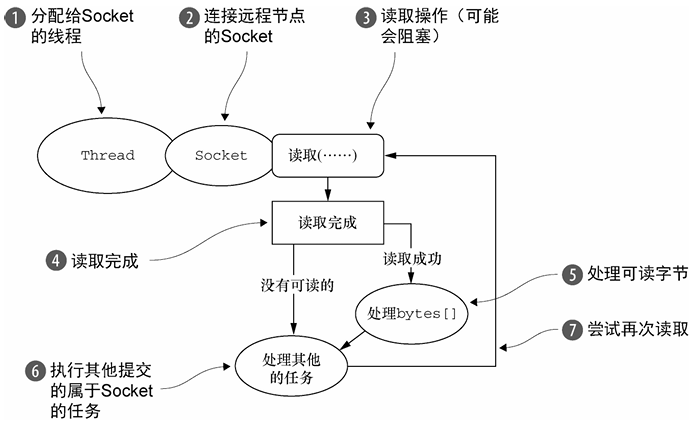 1 分配给Socket
的线程
2 连接远程节点
的Socket
3 读取操作（可能
会阻塞）
Thread
Socket
读取(……)
读取完成
4 读取完成
读取成功
没有可读的
5 处理可读字节
处理bytes[]
7 尝试再次读取
处理其他
的任务
6 执行其他提交
的属于Socket
的任务